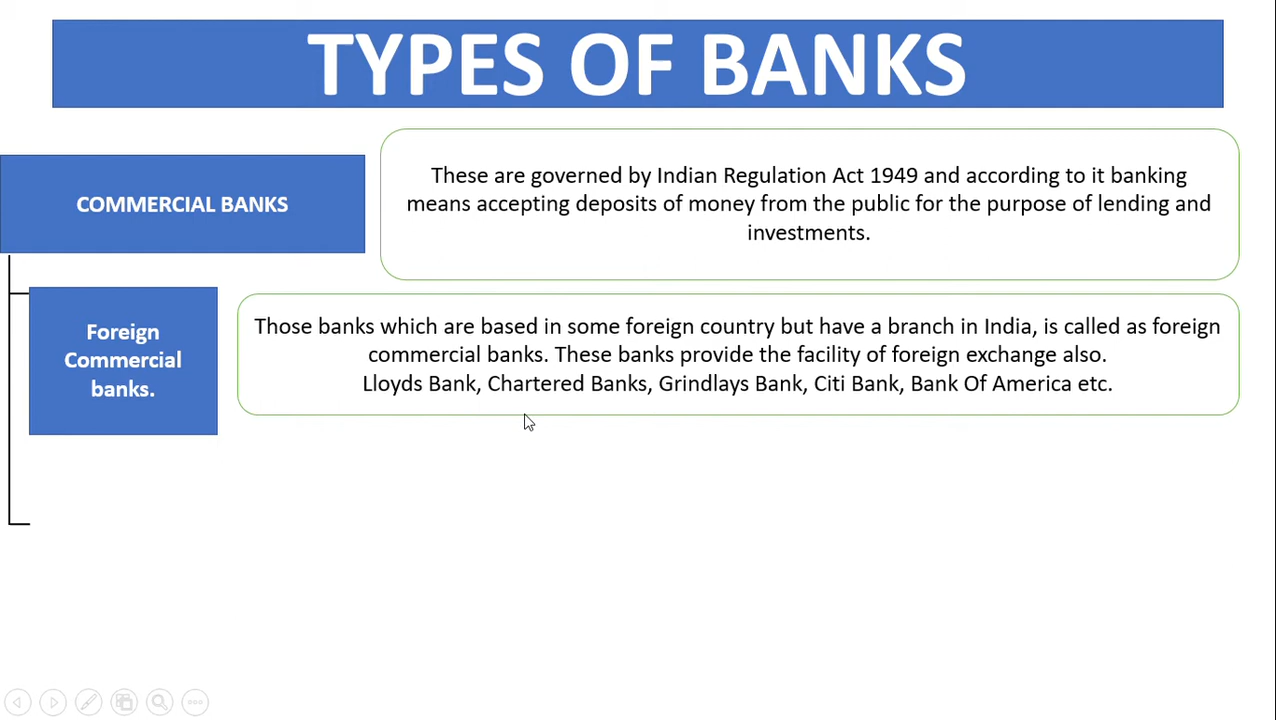 TYPES OF BANKS
COMMERCIAL BANKS
These are governed by Indian Regulation Act 1949 and according to it banking
means accepting deposits of money from the public for the purpose of lending and
investments.
Foreign
Commercial
banks.
Those banks which are based in some foreign country but have a branch in India, is called as foreign
commercial banks. These banks provide the facility of foreign exchange also.
Lloyds Bank, Chartered Banks, Grindlays Bank, Citi Bank, Bank Of America etc.